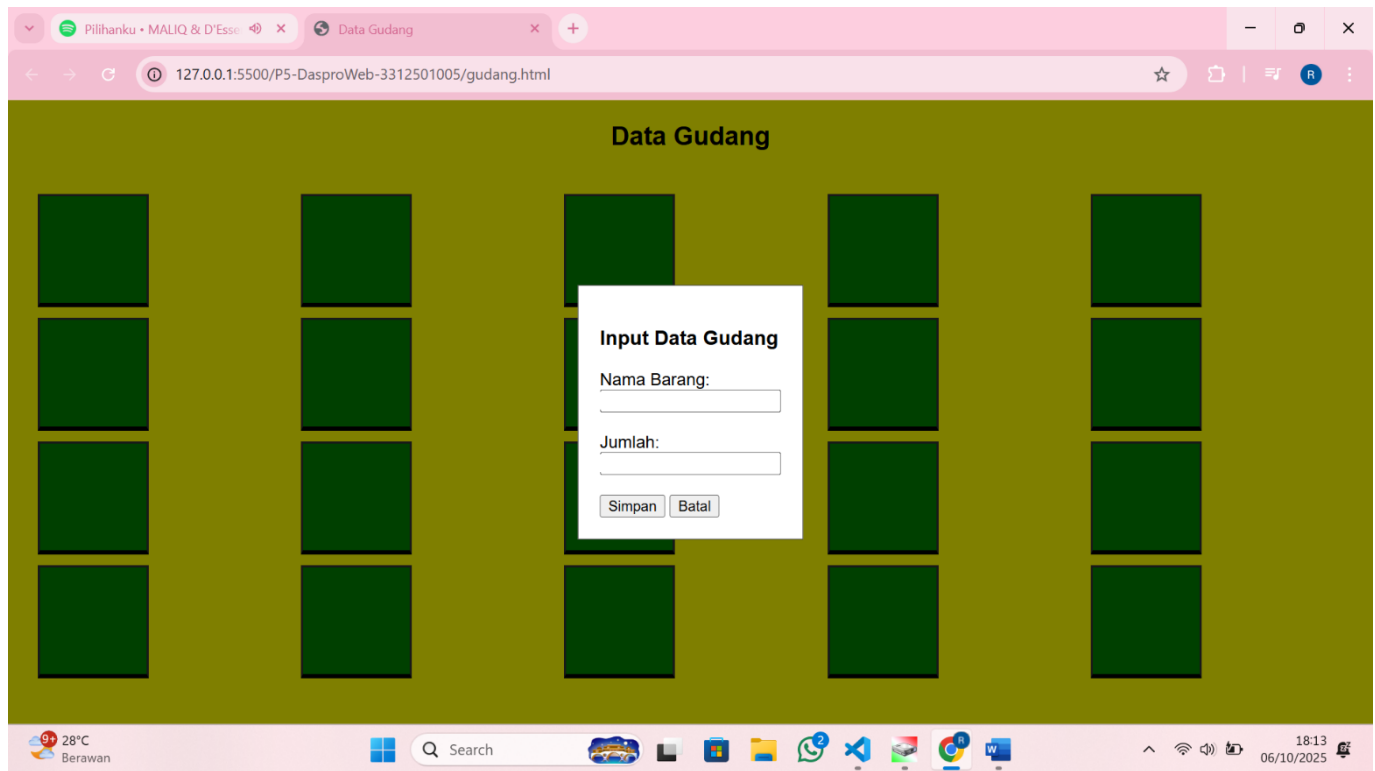 Pilihanku • MALIQ & D'Esse
Data Gudang
127.0.0.1:5500/P5-DasproWeb-3312501005/gudang.html
R
Data Gudang
Input Data Gudang
Nama Barang:
Jumlah:
Simpan Batal
9+
28°C
Berawan
Search
2
R
W
18:13
06/10/2025